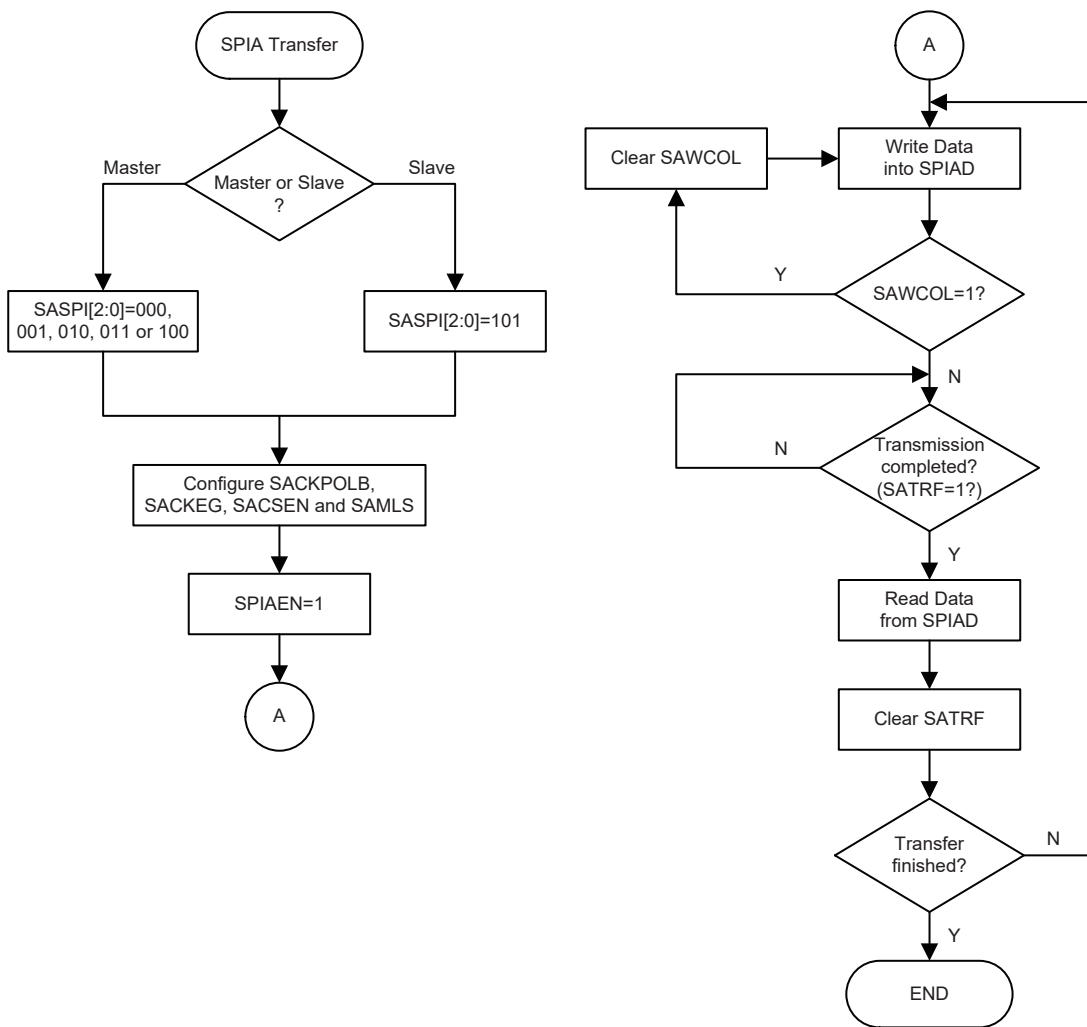 SPIA Transfer
Master
Master or Slave
?
Slave
SASPI[2:0]=000,
001, 010, 011 or 100
SASPI[2:0]=101
Configure SACKPOLB,
SACKEG, SACSEN and SAMLS
SPIAEN=1
A
A
Clear SAWCOL
Write Data
into SPIAD
Y
SAWCOL=1?
N
N
Transmission
completed?
(SATRF=1?)
Y
Read Data
from SPIAD
Clear SATRF
Transfer
finished?
N
Y
END